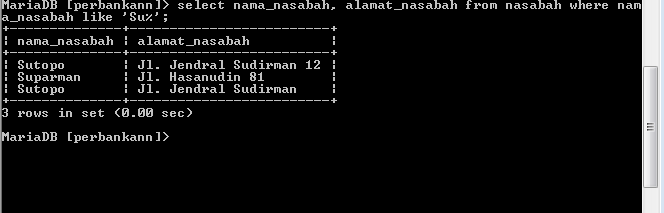 MariaDB [perbankann]> select nama_nasabah, alamat_nasabah from nasabah where nam
a_nasabah like 'Su%';
+--------------+-------------------------+
| nama_nasabah | alamat_nasabah          |
+--------------+-------------------------+
| Sutopo       | Jl. Jendral Sudirman 12 |
| Suparman     | Jl. Hasanudin 81        |
| Sutopo       | Jl. Jendral Sudirman    |
+--------------+-------------------------+
3 rows in set (0.00 sec)
MariaDB [perbankann]>